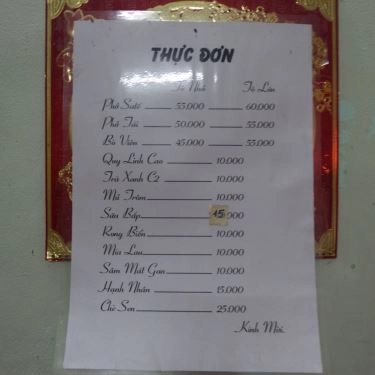 THỰC ĐƠN
Tô Nhỏ Tô Lớn
Phở Satế 55.000 60.000
Phở Tái 50.000 55.000
Bò Viên 45.000 55.000
Quy Linh Cao 10.000
Trà Xanh C2 10.000
Mủ Trôm 10.000
Sữa Bắp 15.000
Rong Biển 10.000
Mía Lau 10.000
Sâm Mát Gan 10.000
Hạnh Nhân 15.000
Chè Sen 25.000
Kính Mời.